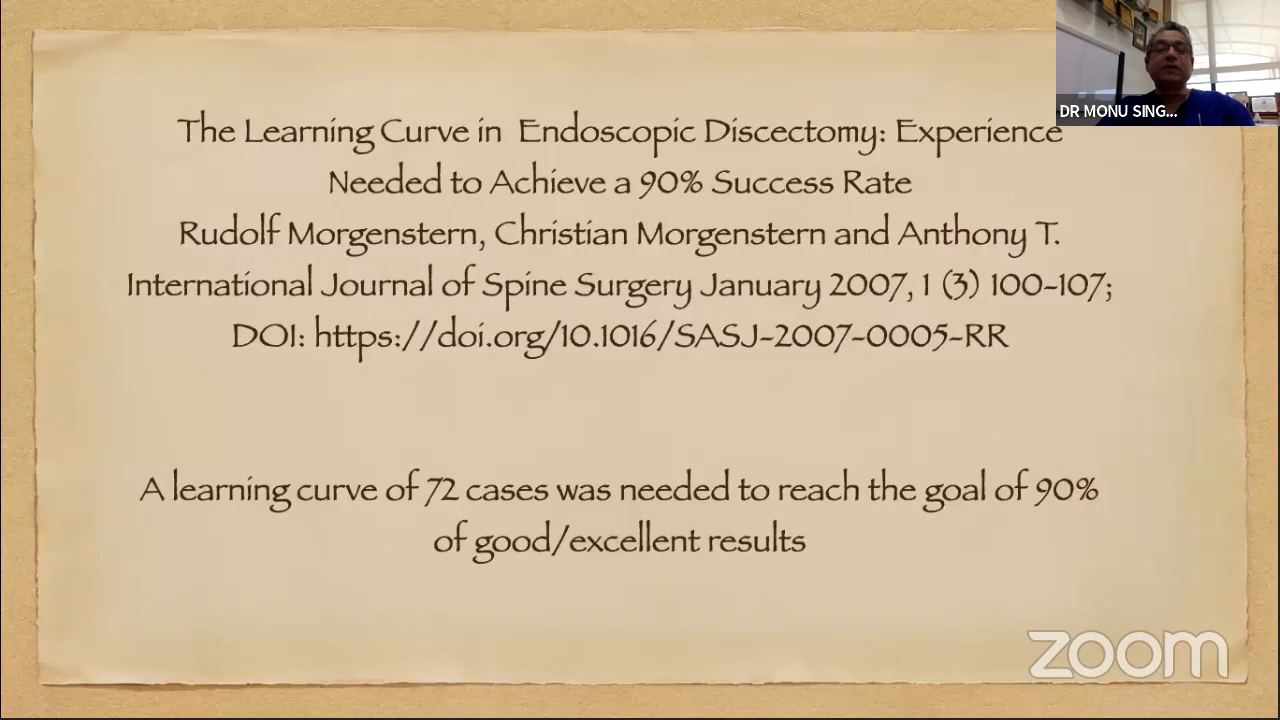 The Learning Curve in Endoscopic Discectomy: Experience
Needed to Achieve a 90% Success Rate
Rudolf Morgenstern, Christian Morgenstern and Anthony T.
International Journal of Spine Surgery January 2007, 1 (3) 100-107;
DOI: https://doi.org/10.1016/SASJ-2007-0005-RR
A learning curve of 72 cases was needed to reach the goal of 90%
of good/excellent results
DR MONU SING...
zoom